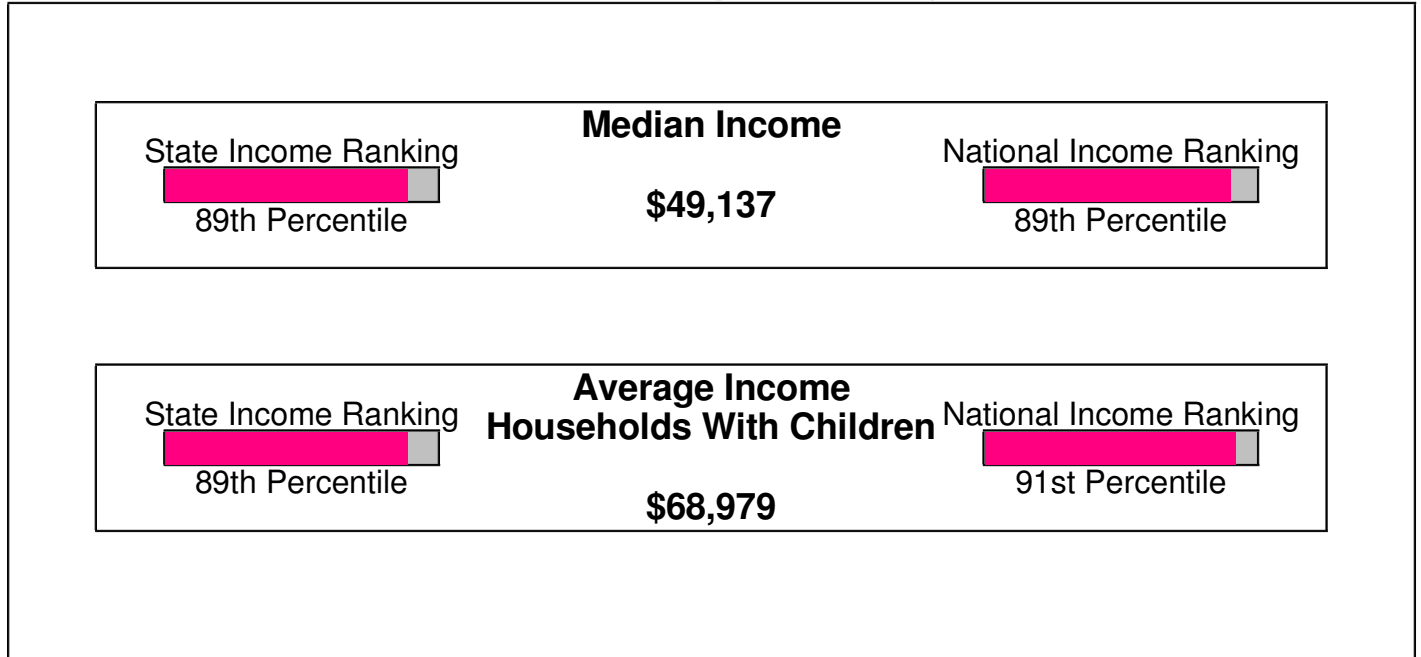 Median Income
State Income Ranking
National Income Ranking
$49,137
89th Percentile
89th Percentile
Average Income
Households With Children
State Income Ranking
National Income Ranking
89th Percentile
91st Percentile
$68,979